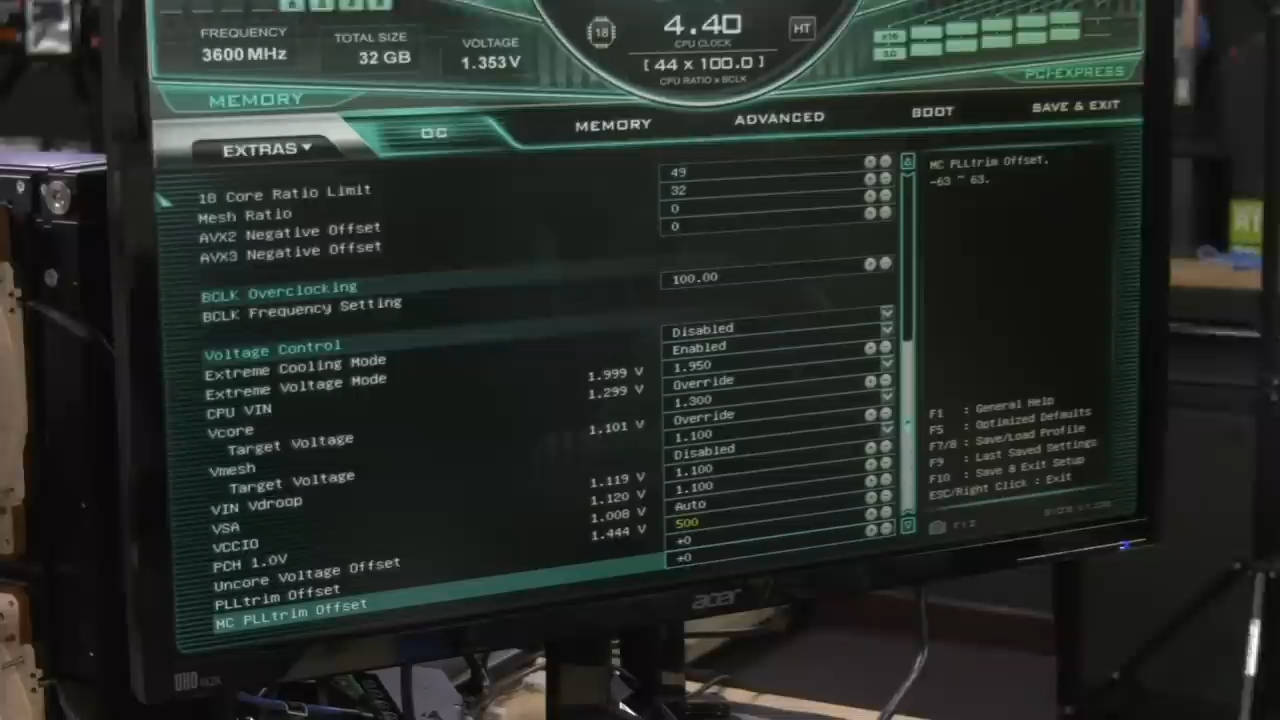 FREQUENCY
3600 MHz
TOTAL SIZE
32 GB
VOLTAGE
1.353V
18
4.40
CPU CLOCK
[ 44 x 100.0 ]
CPU RATIO x BCLK
HT
x16
PCI-EXPRESS
MEMORY
EXTRAS
OC
MEMORY
ADVANCED
BOOT
SAVE & EXIT
18 Core Ratio Limit 49
Mesh Ratio 32
AVX2 Negative Offset 0
AVX3 Negative Offset 0
BCLK Overclocking
BCLK Frequency Setting 100.00
Voltage Control
Extreme Cooling Mode Disabled
Extreme Voltage Mode Enabled
CPU VIN 1.999 V 1.950
Vcore 1.299 V Override
Target Voltage 1.300
Vmesh 1.101 V Override
Target Voltage 1.100
VIN Vdroop Disabled
VSA 1.119 V 1.100
VCCIO 1.120 V 1.100
PCH 1.0V 1.008 V Auto
Uncore Voltage Offset 1.444 V 500
PLLtrim Offset +0
MC PLLtrim Offset +0
MC PLLtrim Offset.
-63 ~ 63.
F1 : General Help
F5 : Optimized Defaults
F7/8 : Save/Load Profile
F9 : Last Saved Settings
F10 : Save & Exit Setup
ESC/Right Click : Exit
F12
acer